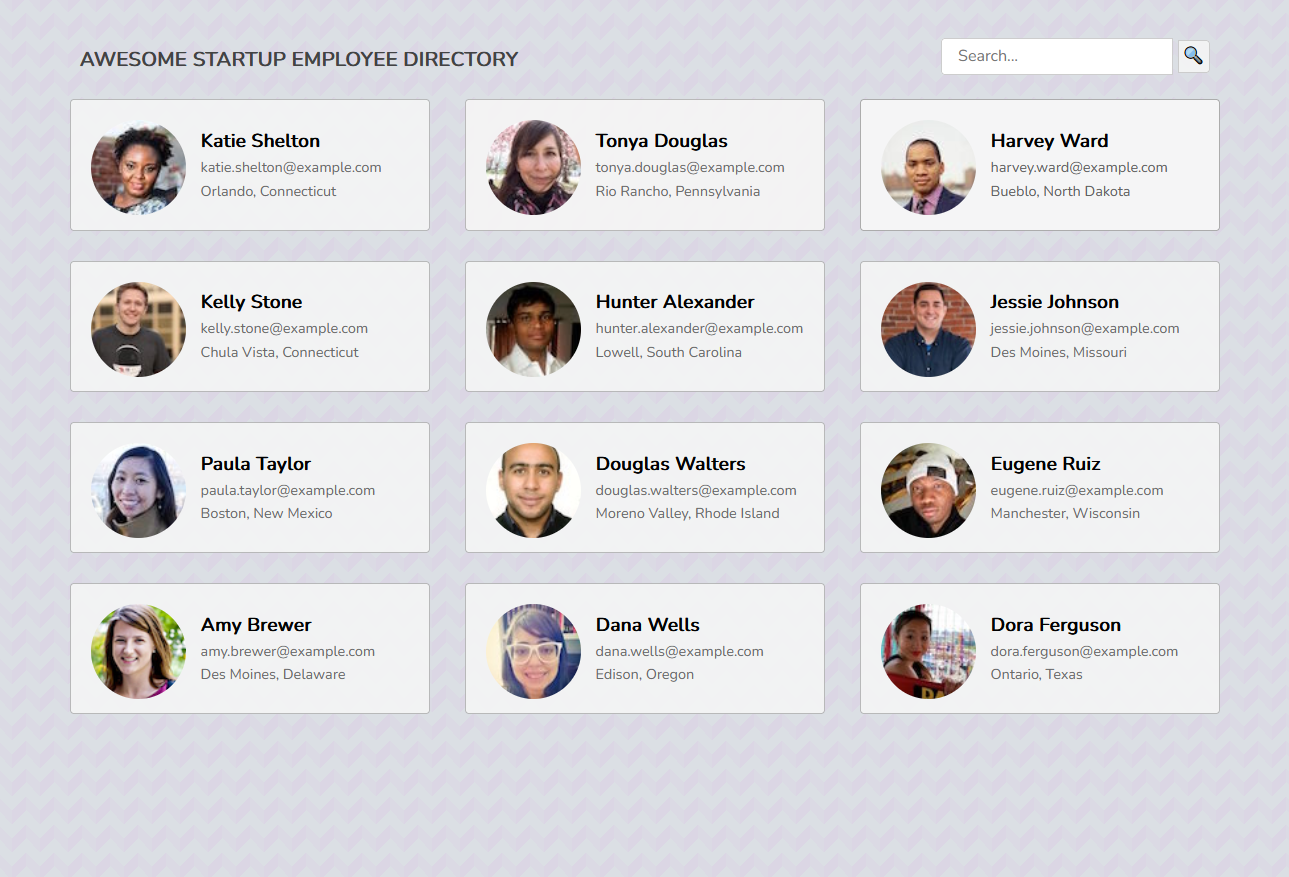 AWESOME STARTUP EMPLOYEE DIRECTORY
Search...
Katie Shelton
katie.shelton@example.com
Orlando, Connecticut
Tonya Douglas
tonya.douglas@example.com
Rio Rancho, Pennsylvania
Harvey Ward
harvey.ward@example.com
Bueblo, North Dakota
Kelly Stone
kelly.stone@example.com
Chula Vista, Connecticut
Hunter Alexander
hunter.alexander@example.com
Lowell, South Carolina
Jessie Johnson
jessie.johnson@example.com
Des Moines, Missouri
Paula Taylor
paula.taylor@example.com
Boston, New Mexico
Douglas Walters
douglas.walters@example.com
Moreno Valley, Rhode Island
Eugene Ruiz
eugene.ruiz@example.com
Manchester, Wisconsin
Amy Brewer
amy.brewer@example.com
Des Moines, Delaware
Dana Wells
dana.wells@example.com
Edison, Oregon
Dora Ferguson
dora.ferguson@example.com
Ontario, Texas